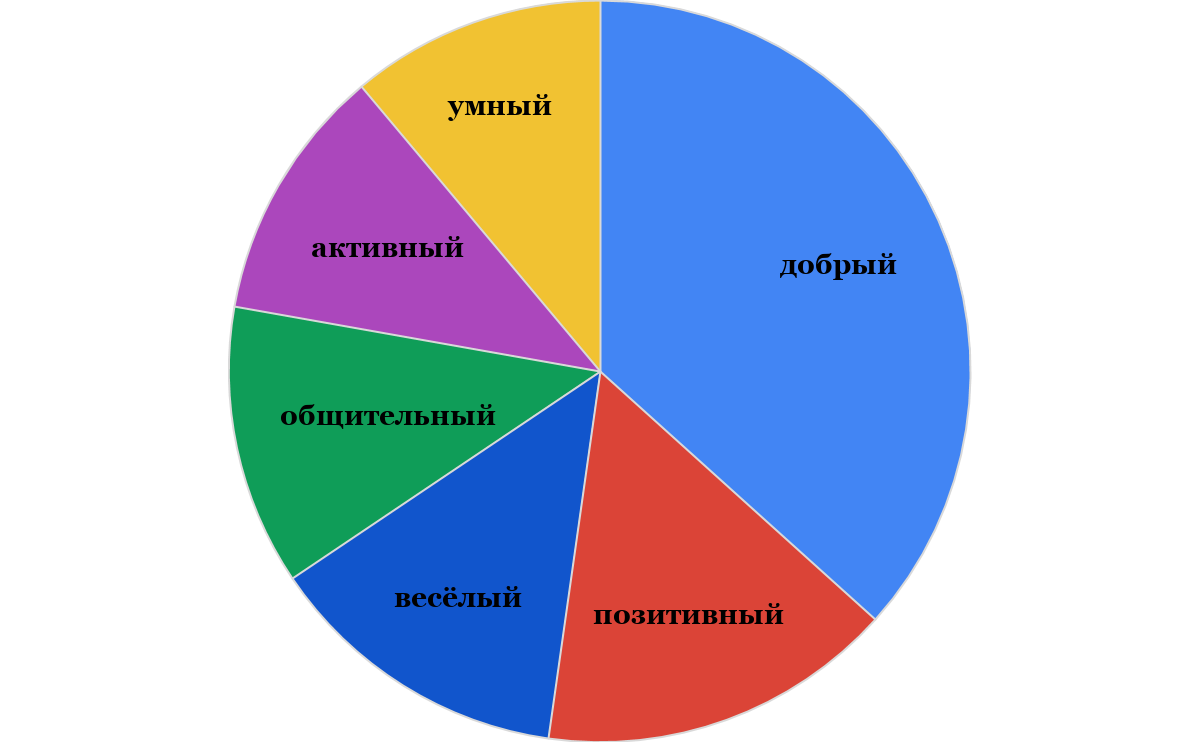 умный
активный
добрый
общительный
весёлый
позитивный